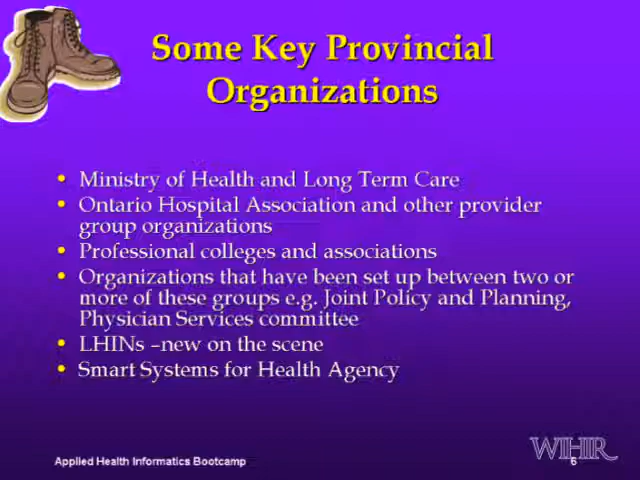 Some Key Provincial
Organizations
• Ministry of Health and Long Term Care
• Ontario Hospital Association and other provider
group organizations
• Professional colleges and associations
• Organizations that have been set up between two or
more of these groups e.g. Joint Policy and Planning,
Physician Services committee
• LHINs –new on the scene
• Smart Systems for Health Agency
WIHIR
Applied Health Informatics Bootcamp
6